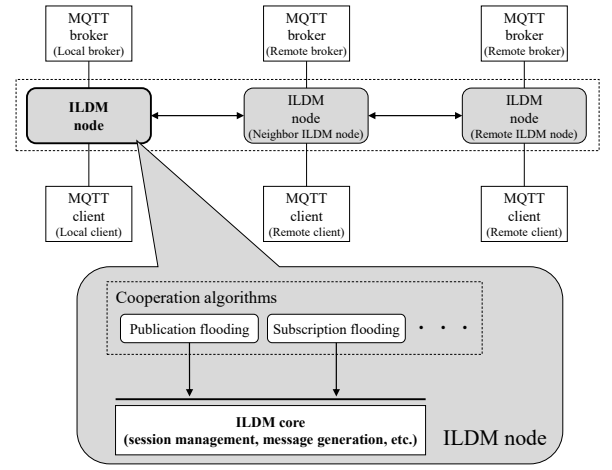 MQTT
broker
(Local broker)
MQTT
broker
(Remote broker)
MQTT
broker
(Remote broker)
ILDM
node
ILDM
node
(Neighbor ILDM node)
ILDM
node
(Remote ILDM node)
MQTT
client
(Local client)
MQTT
client
(Remote client)
MQTT
client
(Remote client)
Cooperation algorithms
Publication flooding
Subscription flooding
· · ·
ILDM core
(session management, message generation, etc.)
ILDM node